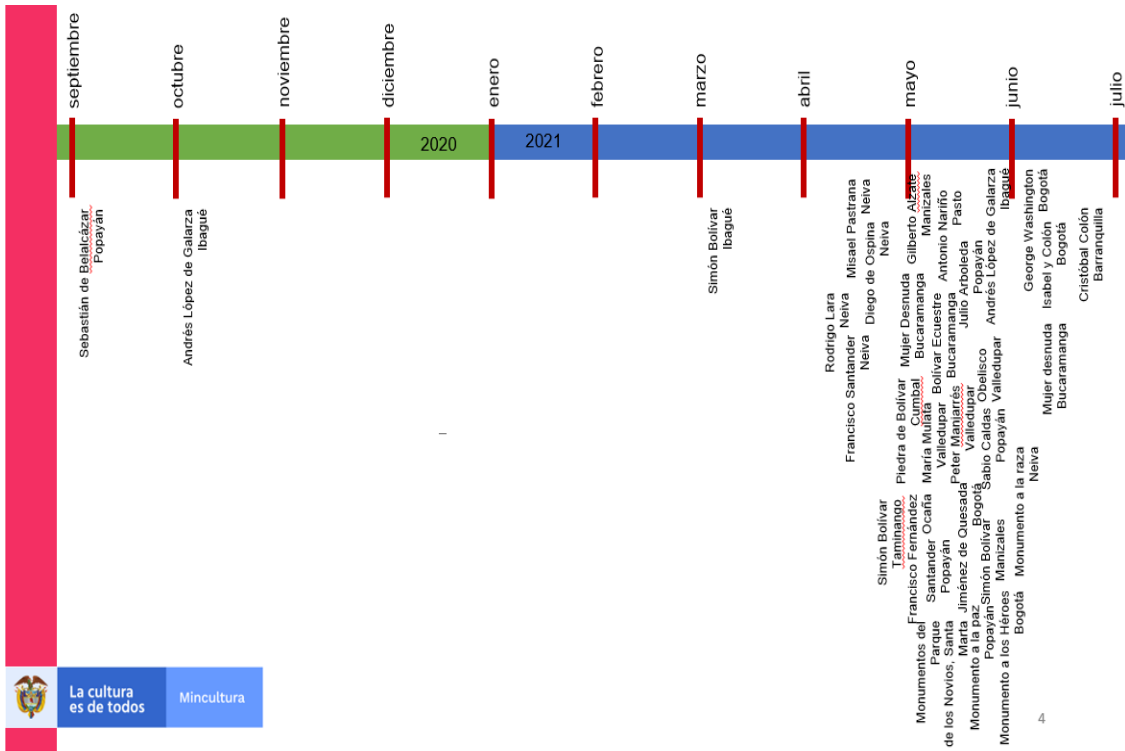 septiembre
octubre
noviembre
diciembre
enero
febrero
marzo
abril
mayo
junio
julio
2020
2021
Sebastián de Belalcázar
Popayán
Andrés López de Galarza
Ibagué
Simón Bolívar
Ibagué
Misael Pastrana
Neiva
Diego de Ospina
Neiva
Rodrigo Lara
Neiva
Francisco Santander
Neiva
Gilberto Alzate
Manizales
Antonio Nariño
Pasto
Mujer Desnuda
Bucaramanga
Julio Arboleda
Popayán
Bolívar Ecuestre
Bucaramanga
Andrés López de Galarza
Ibagué
Piedra de Bolívar
Cumbal
María Mulata
Valledupar
Peter Manjarrés
Valledupar
Obelisco
Valledupar
Sabio Caldas
Popayán
Simón Bolívar
Taminango
Francisco Fernández
Santander Ocaña
Popayán
Jiménez de Quesada
Bogotá
Simón Bolívar
Manizales
Monumento a la raza
Neiva
Monumentos del
Parque
de los Novios, Santa
Marta
Monumento a la paz
Popayán
Monumento a los Héroes
Bogotá
George Washington
Bogotá
Isabel y Colón
Bogotá
Mujer desnuda
Bucaramanga
Cristóbal Colón
Barranquilla
La cultura
es de todos
Mincultura
4